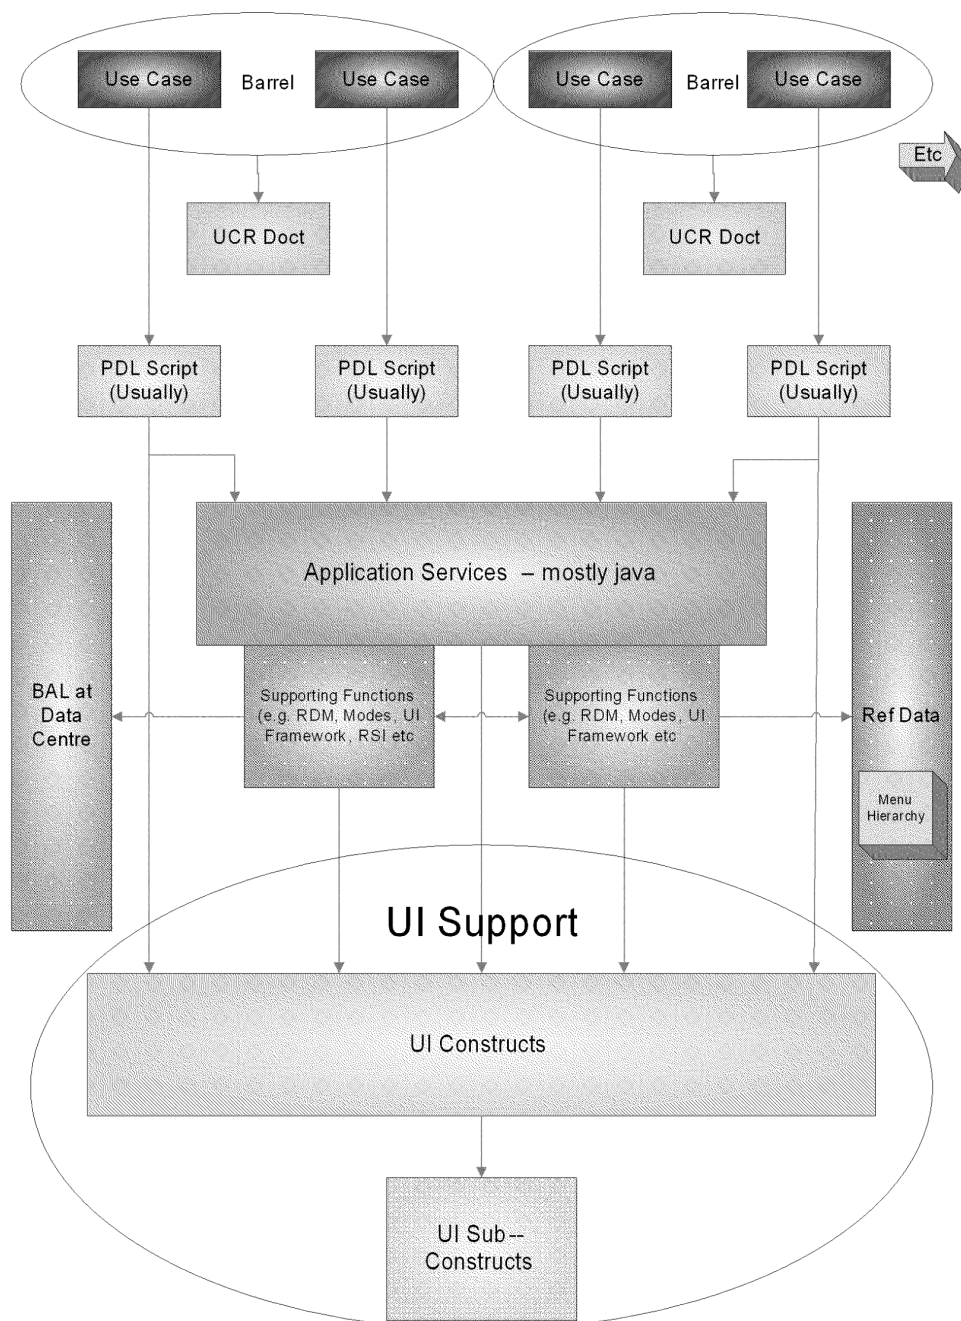 Use Case
Barrel
Use Case
Use Case
Barrel
Use Case
Etc
UCR Doct
UCR Doct
PDL Script
(Usually)
PDL Script
(Usually)
PDL Script
(Usually)
PDL Script
(Usually)
Application Services – mostly java
BAL at
Data
Centre
Supporting Functions
(e.g. RDM, Modes, UI
Framework, RSI etc
Supporting Functions
(e.g. RDM, Modes, UI
Framework etc
Ref Data
Menu
Hierarchy
UI Support
UI Constructs
UI Sub--
Constructs